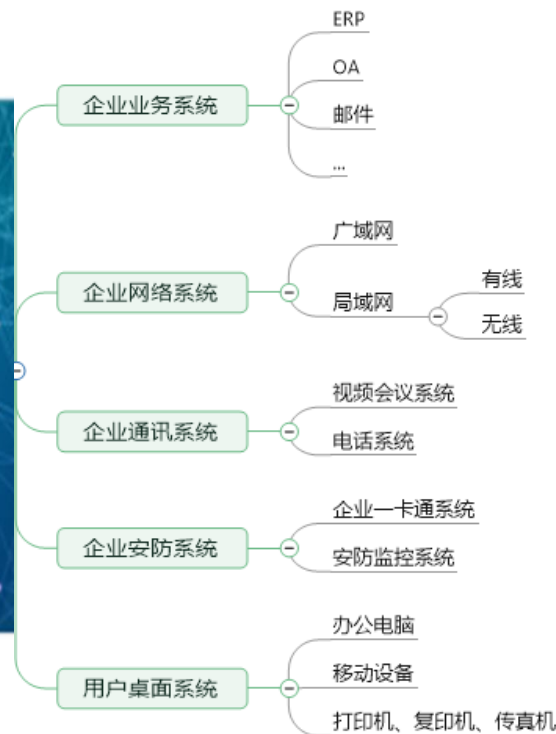 企业业务系统
ERP
OA
邮件
...
企业网络系统
广域网
局域网
有线
无线
企业通讯系统
视频会议系统
电话系统
企业安防系统
企业一卡通系统
安防监控系统
用户桌面系统
办公电脑
移动设备
打印机、复印机、传真机